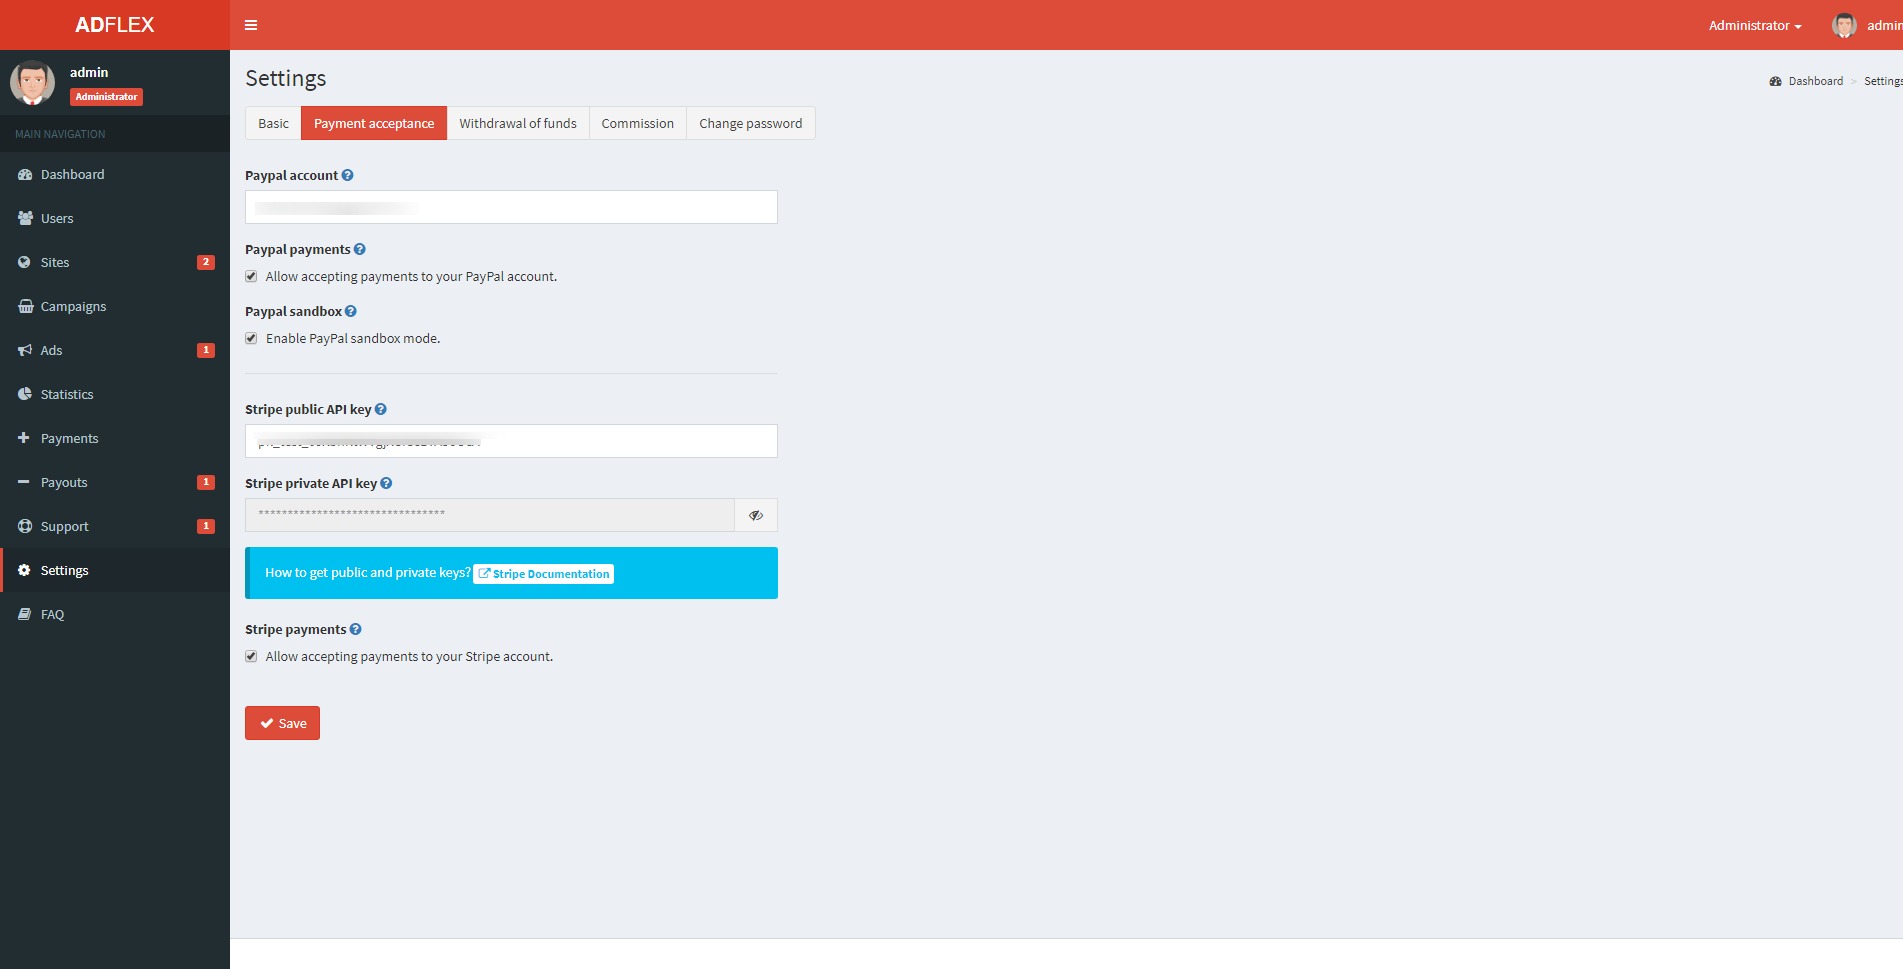 ADFLEX
Administrator
admin
admin
Administrator
MAIN NAVIGATION
Dashboard
Users
Sites 2
Campaigns
Ads 1
Statistics
Payments
Payouts 1
Support 1
Settings
FAQ
Settings
Dashboard > Settings
Basic Payment acceptance Withdrawal of funds Commission Change password
Paypal account
Paypal payments
Allow accepting payments to your PayPal account.
Paypal sandbox
Enable PayPal sandbox mode.
Stripe public API key
Stripe private API key
********************************
How to get public and private keys? Stripe Documentation
Stripe payments
Allow accepting payments to your Stripe account.
Save